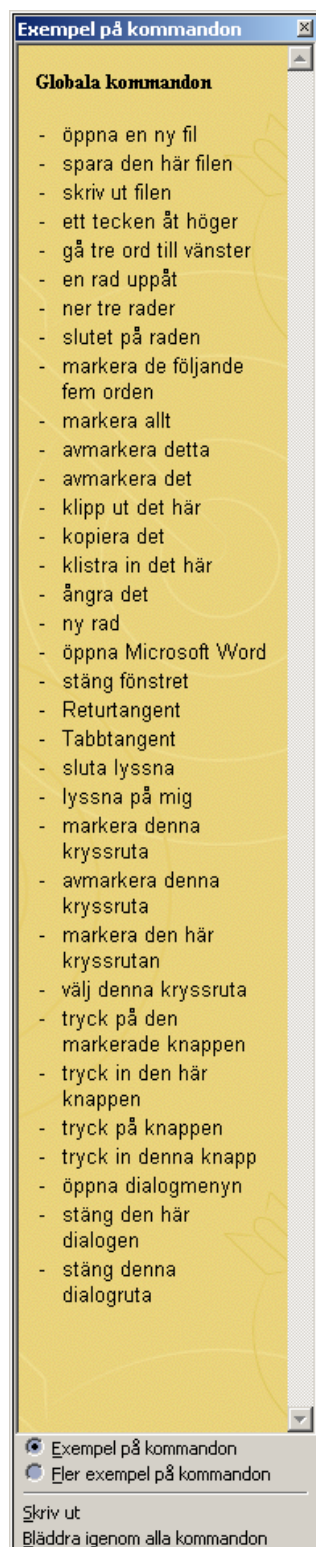 Exempel på kommandon
Globala kommandon
- öppna en ny fil
- spara den här filen
- skriv ut filen
- ett tecken åt höger
- gå tre ord till vänster
- en rad uppåt
- ner tre rader
- slutet på raden
- markera de följande
fem orden
- markera allt
- avmarkera detta
- avmarkera det
- klipp ut det här
- kopiera det
- klistra in det här
- ångra det
- ny rad
- öppna Microsoft Word
- stäng fönstret
- Returtangent
- Tabbtangent
- sluta lyssna
- lyssna på mig
- markera denna
kryssruta
- avmarkera denna
kryssruta
- markera den här
kryssrutan
- välj denna kryssruta
- tryck på den
markerade knappen
- tryck in den här
knappen
- tryck på knappen
- tryck in denna knapp
- öppna dialogmenyn
- stäng den här
dialogen
- stäng denna
dialogruta
Exempel på kommandon
Fler exempel på kommandon
Skriv ut
Bläddra igenom alla kommandon